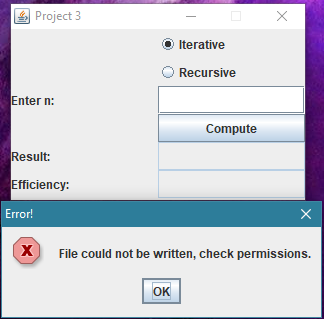 Project 3
Iterative
Recursive
Enter n:
Compute
Result:
Efficiency:
Error!
File could not be written, check permissions.
OK